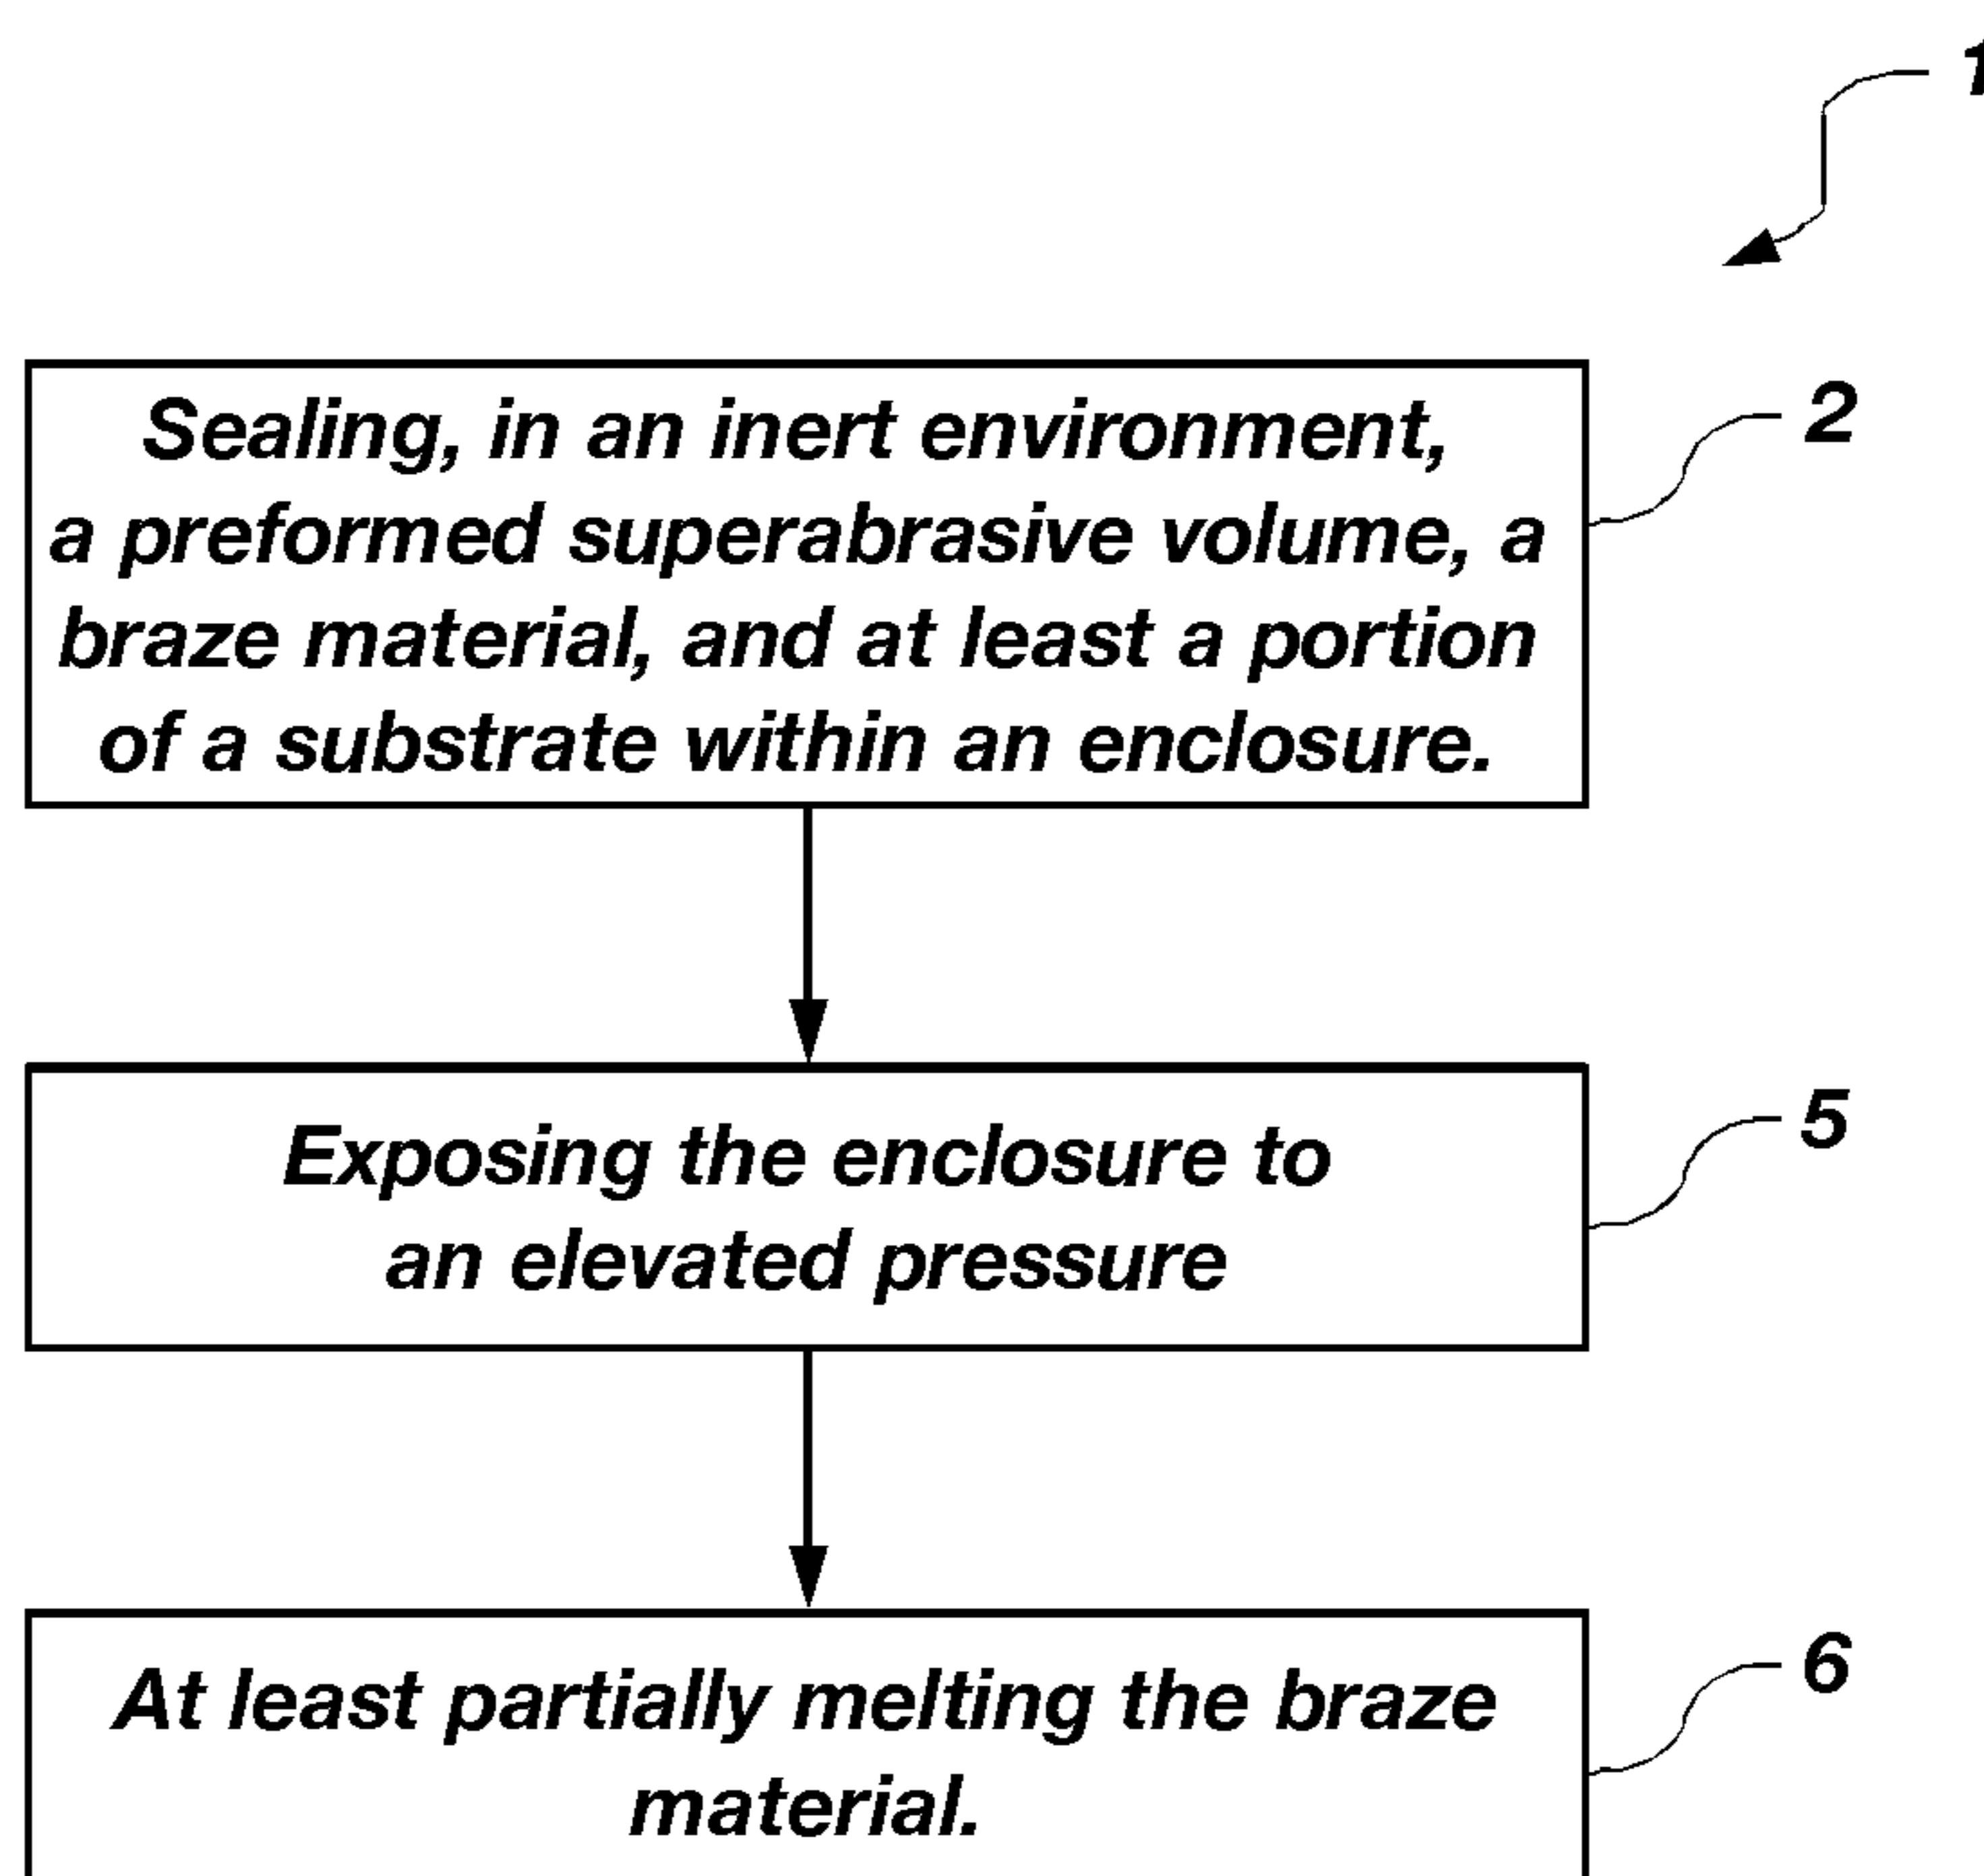 1
Sealing, in an inert environment,
2
a preformed superabrasive volume, a
braze material, and at least a portion
of a substrate within an enclosure.
Exposing the enclosure to
5
an elevated pressure
At least partially melting the braze
6
material.